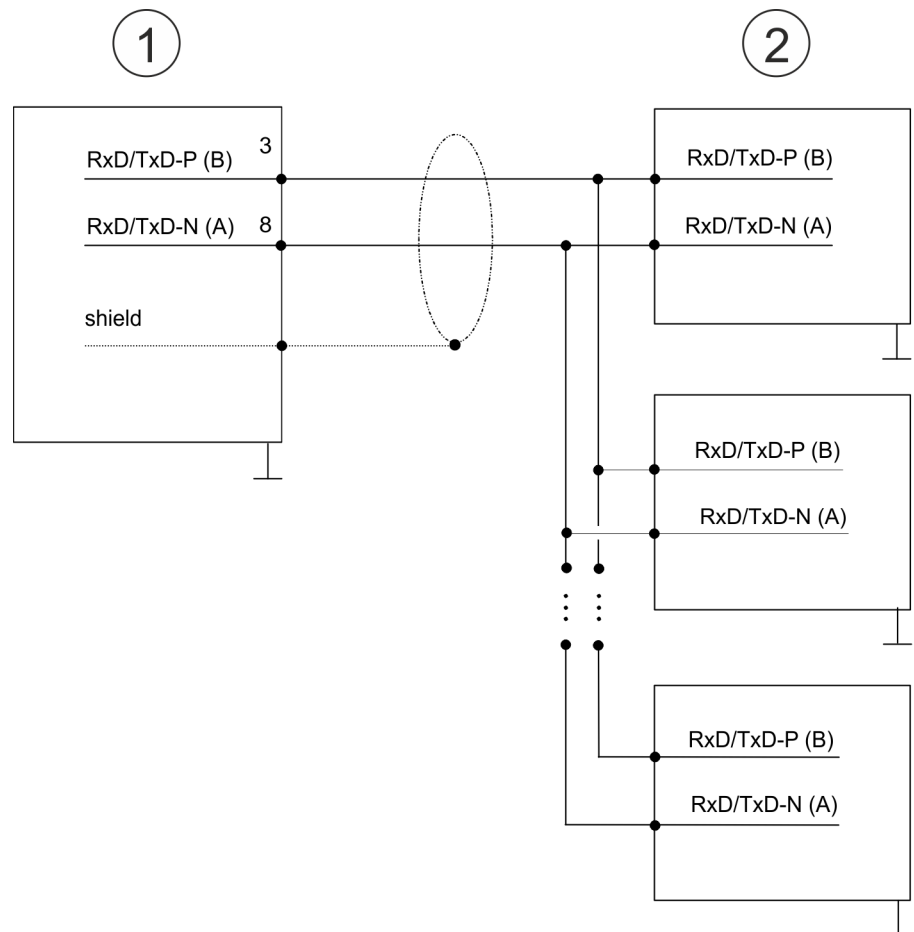 1
2
RxD/TxD-P (B)
3
RxD/TxD-N (A)
8
shield
RxD/TxD-P (B)
RxD/TxD-N (A)
RxD/TxD-P (B)
RxD/TxD-N (A)
RxD/TxD-P (B)
RxD/TxD-N (A)